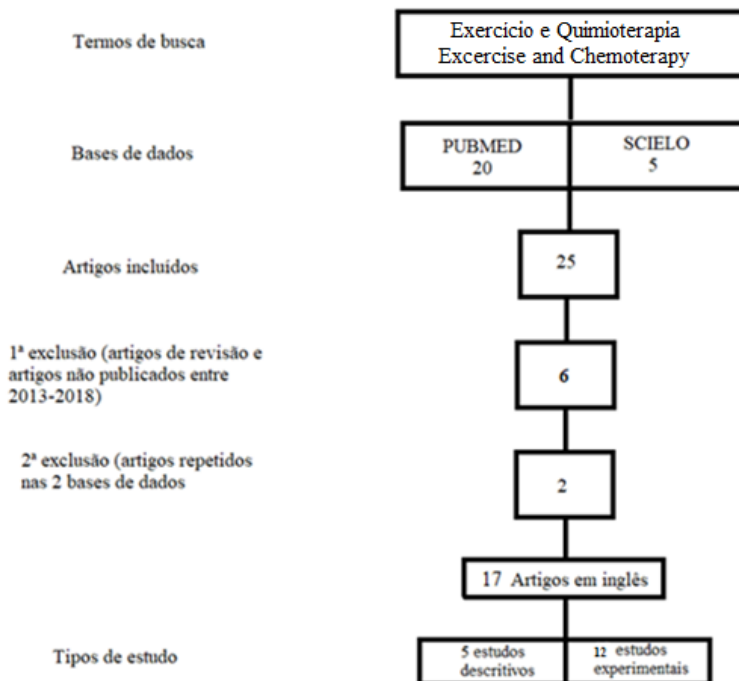 Termos de busca
Exercicio e Quimioterapia
Excercise and Chemoterapy
Bases de dados
PUBMED
20
SCIELO
5
Artigos incluídos
25
1ª exclusão (artigos de revisão e
artigos não publicados entre
2013-2018)
6
2ª exclusão (artigos repetidos
nas 2 bases de dados
2
17 Artigos em inglês
Tipos de estudo
5 estudos
descritivos
12 estudos
experimentais